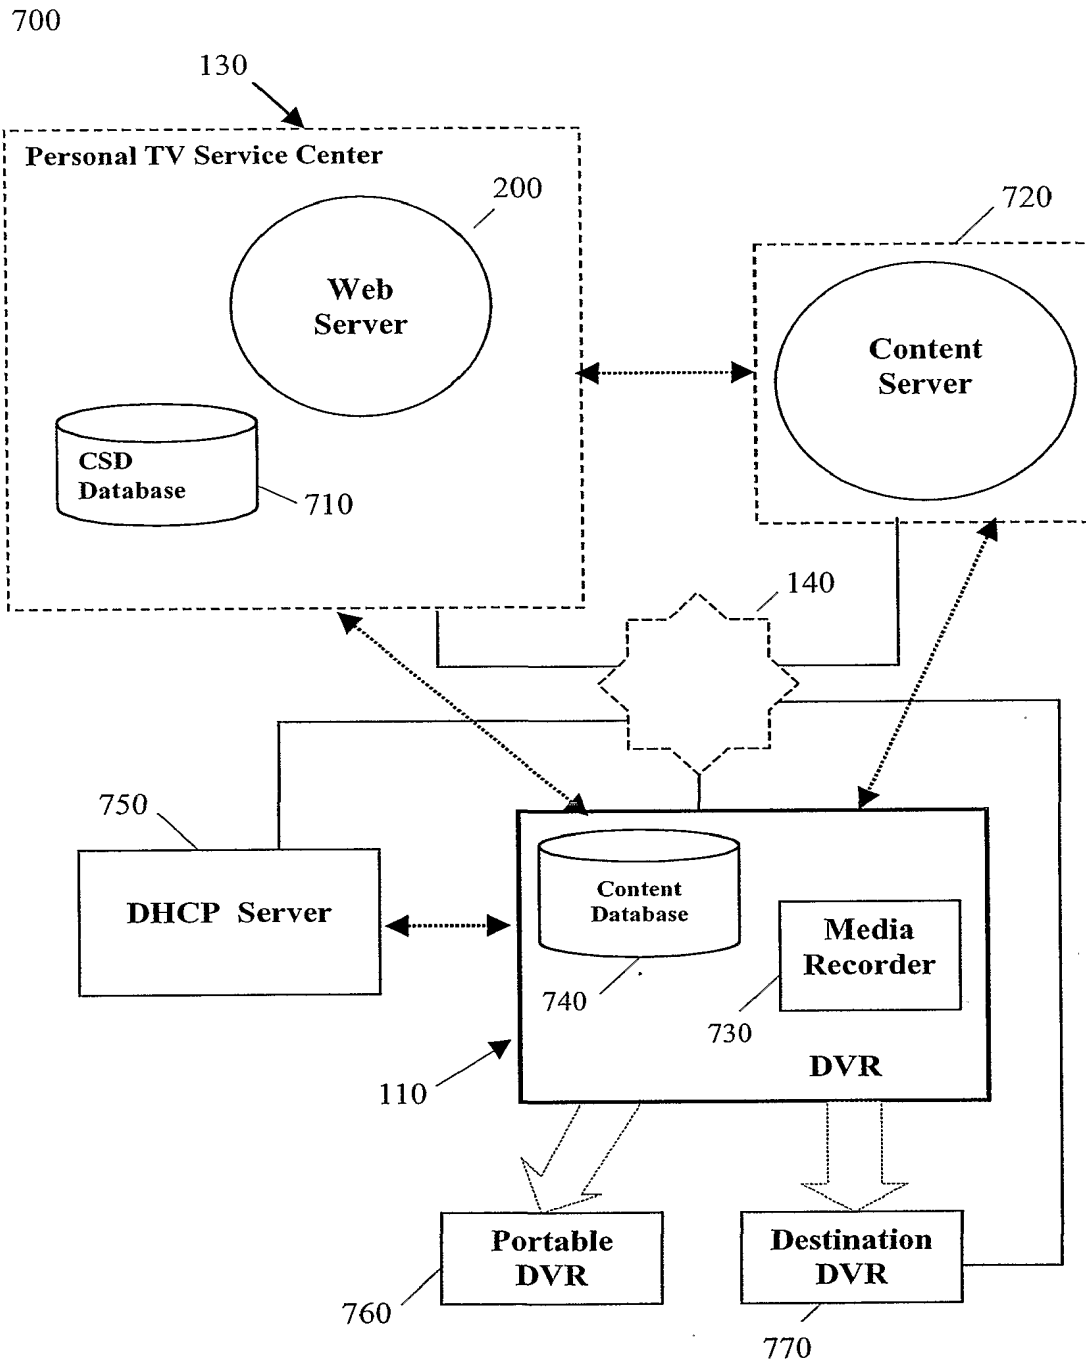 700
130
Personal TV Service Center
200
720
Web
Server
Content
Server
CSD
Database
710
140
750
DHCP Server
Content
Database
Media
Recorder
740
730
DVR
110
Portable
DVR
Destination
DVR
760
770